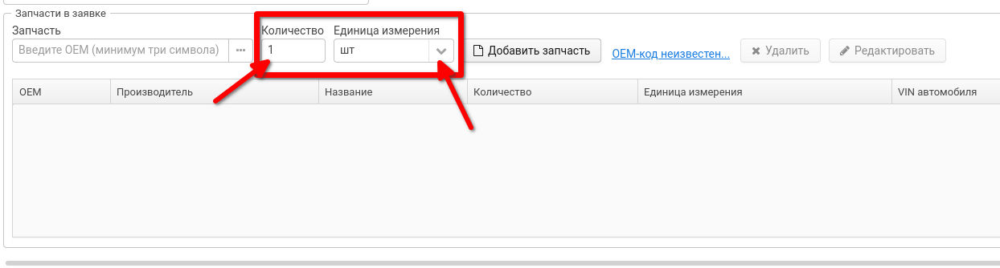 Запчасти в заявке
Запчасть Количество Единица измерения
Введите OEM (минимум три символа) ... 1 шт Добавить запчасть OEM-код неизвестен... Удалить Редактировать
OEM Производитель Название Количество Единица измерения VIN автомобиля